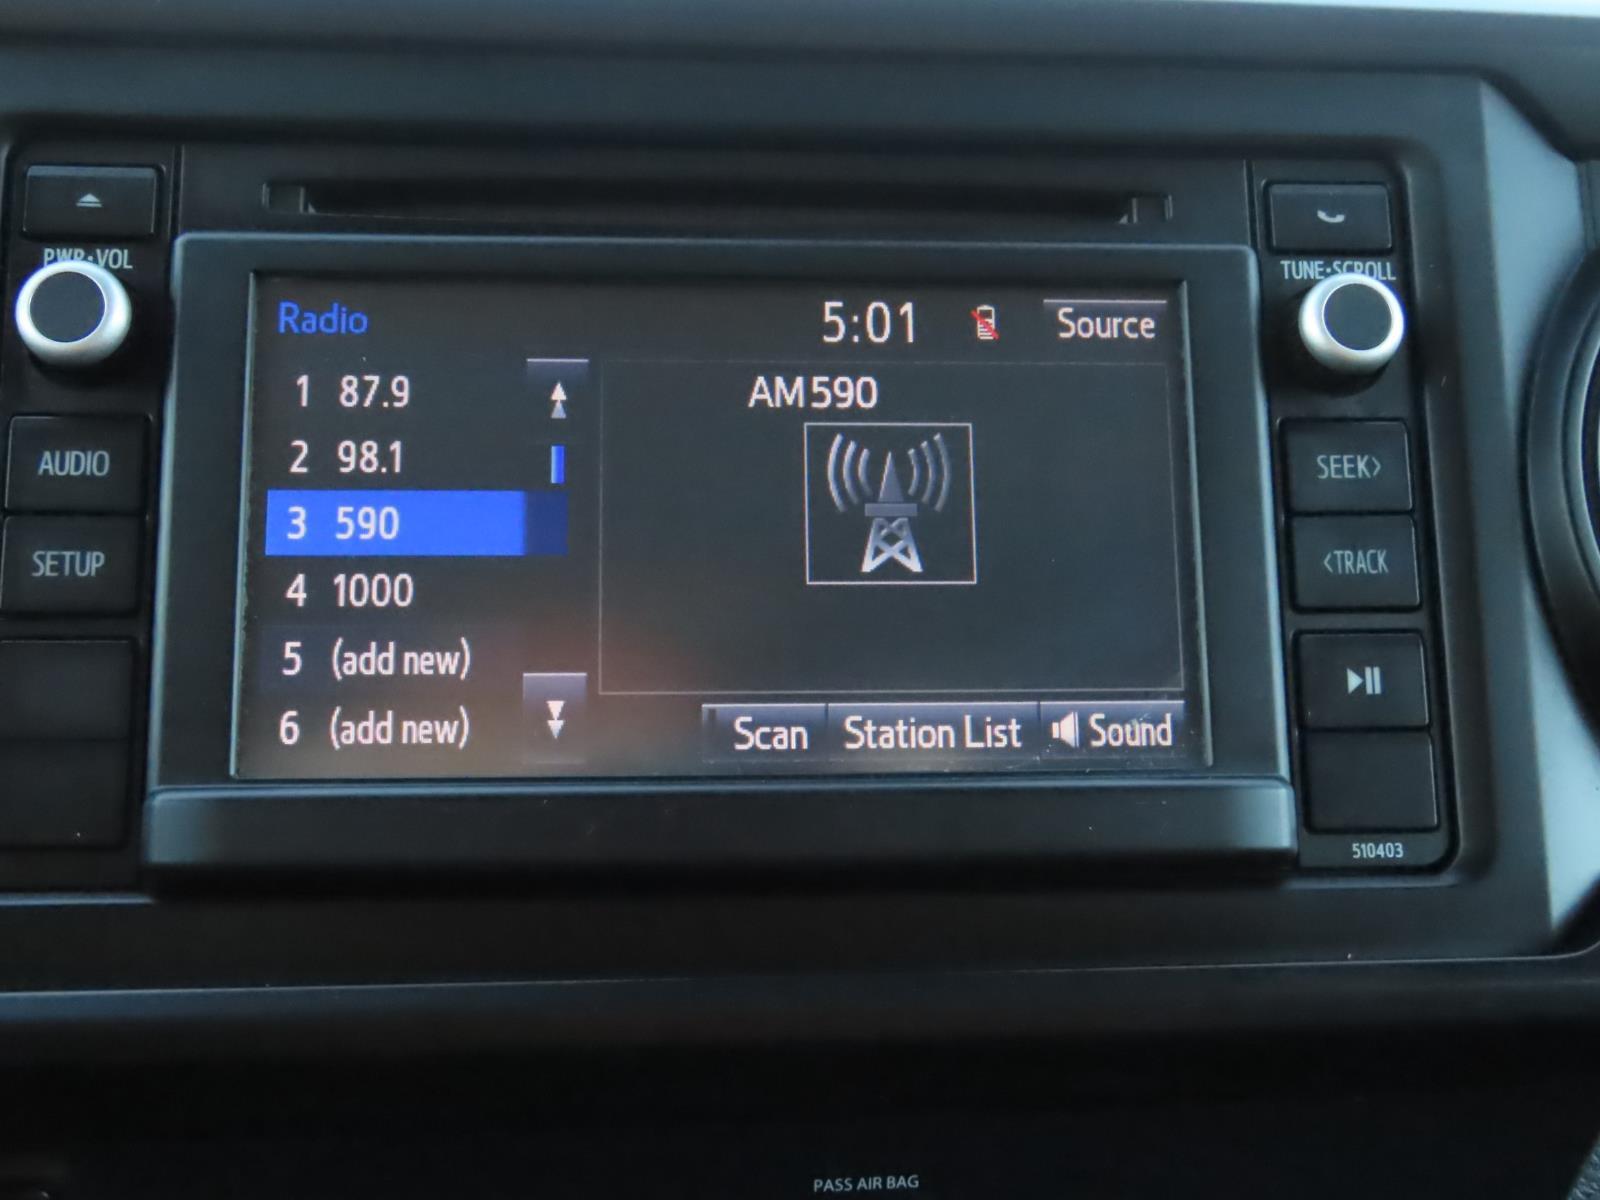 PWR•VOL
TUNE•SCROLL
Radio
5:01
Source
1 87.9
AM590
2 98.1
3 590
4 1000
5 (add new)
6 (add new)
Scan
Station List
Sound
AUDIO
SETUP
SEEK>
<TRACK
510403
PASS AIR BAG